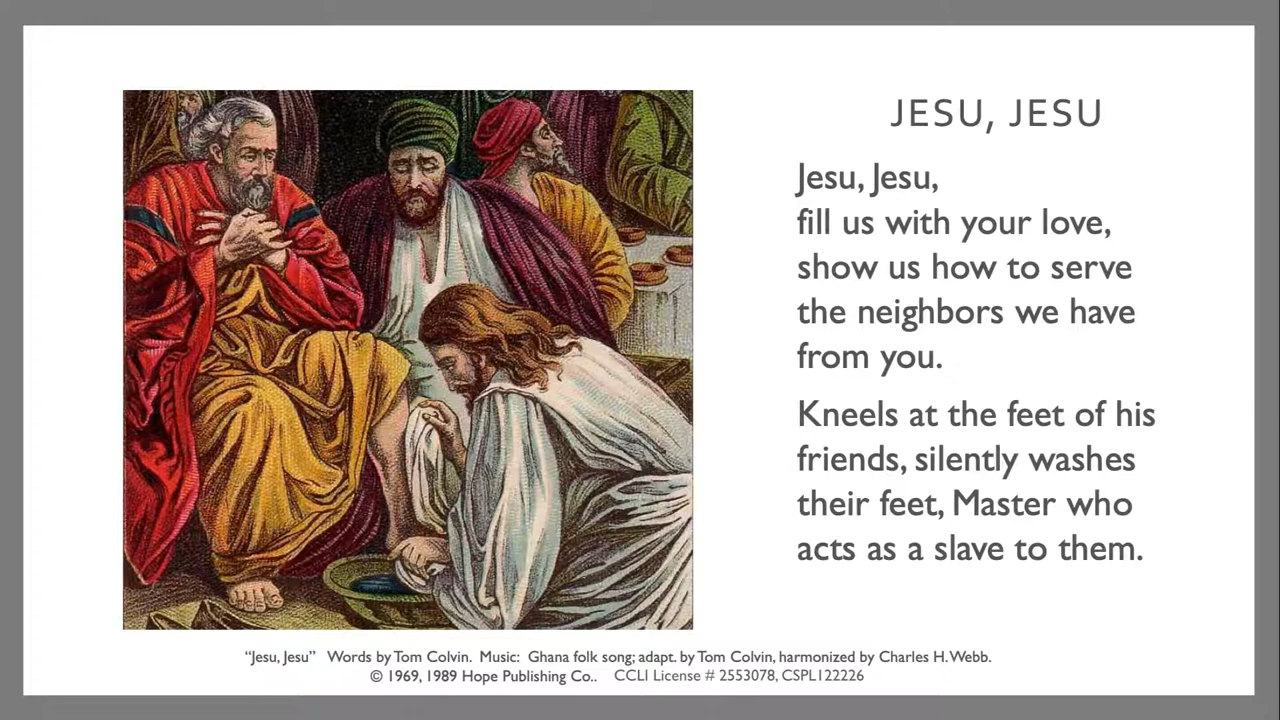 JESU, JESU
Jesu, Jesu,
fill us with your love,
show us how to serve
the neighbors we have
from you.
Kneels at the feet of his
friends, silently washes
their feet, Master who
acts as a slave to them.
“Jesu, Jesu” Words by Tom Colvin. Music: Ghana folk song; adapt. by Tom Colvin, harmonized by Charles H. Webb.
© 1969, 1989 Hope Publishing Co.. CCLI License # 2553078, CSPL122226